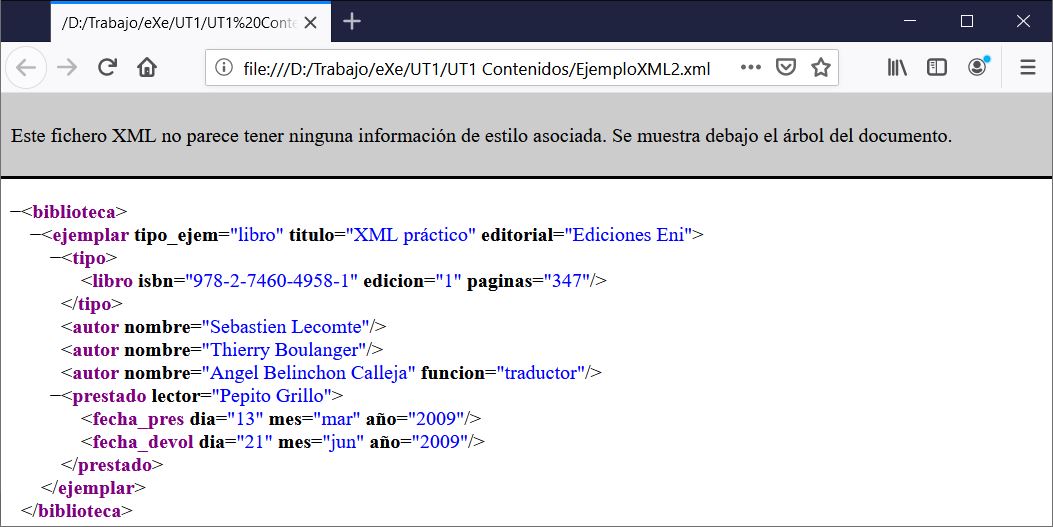 /D:/Trabajo/eXe/UT1/UT1%20Conte
file:///D:/Trabajo/eXe/UT1/UT1 Contenidos/EjemploXML2.xml
Este fichero XML no parece tener ninguna información de estilo asociada. Se muestra debajo el árbol del documento.
−<biblioteca>
−<ejemplar tipo_ejem="libro" titulo="XML práctico" editorial="Ediciones Eni">
−<tipo>
<libro isbn="978-2-7460-4958-1" edicion="1" paginas="347"/>
</tipo>
<autor nombre="Sebastien Lecomte"/>
<autor nombre="Thierry Boulanger"/>
<autor nombre="Angel Belinchon Calleja" funcion="traductor"/>
−<prestado lector="Pepito Grillo">
<fecha_pres dia="13" mes="mar" año="2009"/>
<fecha_devol dia="21" mes="jun" año="2009"/>
</prestado>
</ejemplar>
</biblioteca>